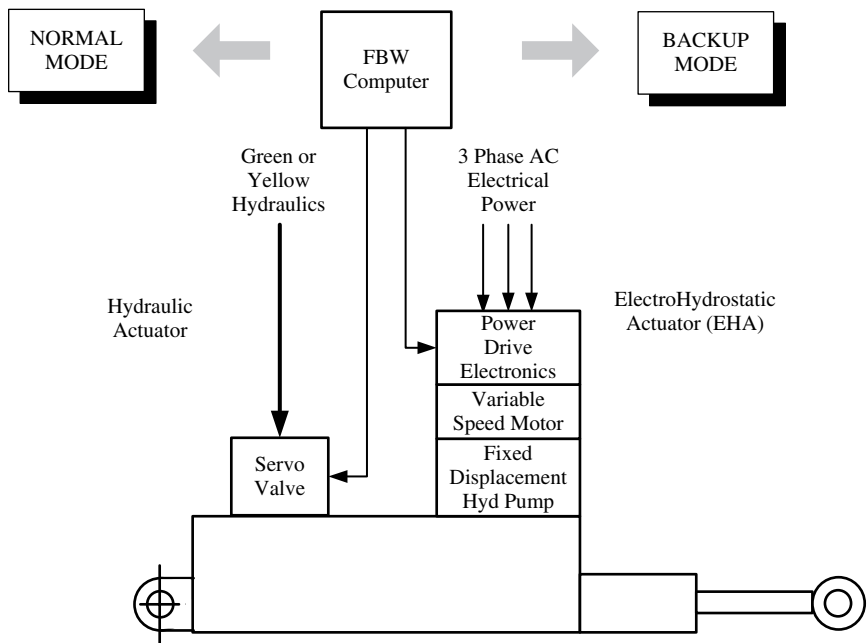 NORMAL
MODE
FBW
Computer
BACKUP
MODE
Green or
Yellow
Hydraulics
3 Phase AC
Electrical
Power
Hydraulic
Actuator
ElectroHydrostatic
Actuator (EHA)
Power
Drive
Electronics
Variable
Speed Motor
Servo
Valve
Fixed
Displacement
Hyd Pump